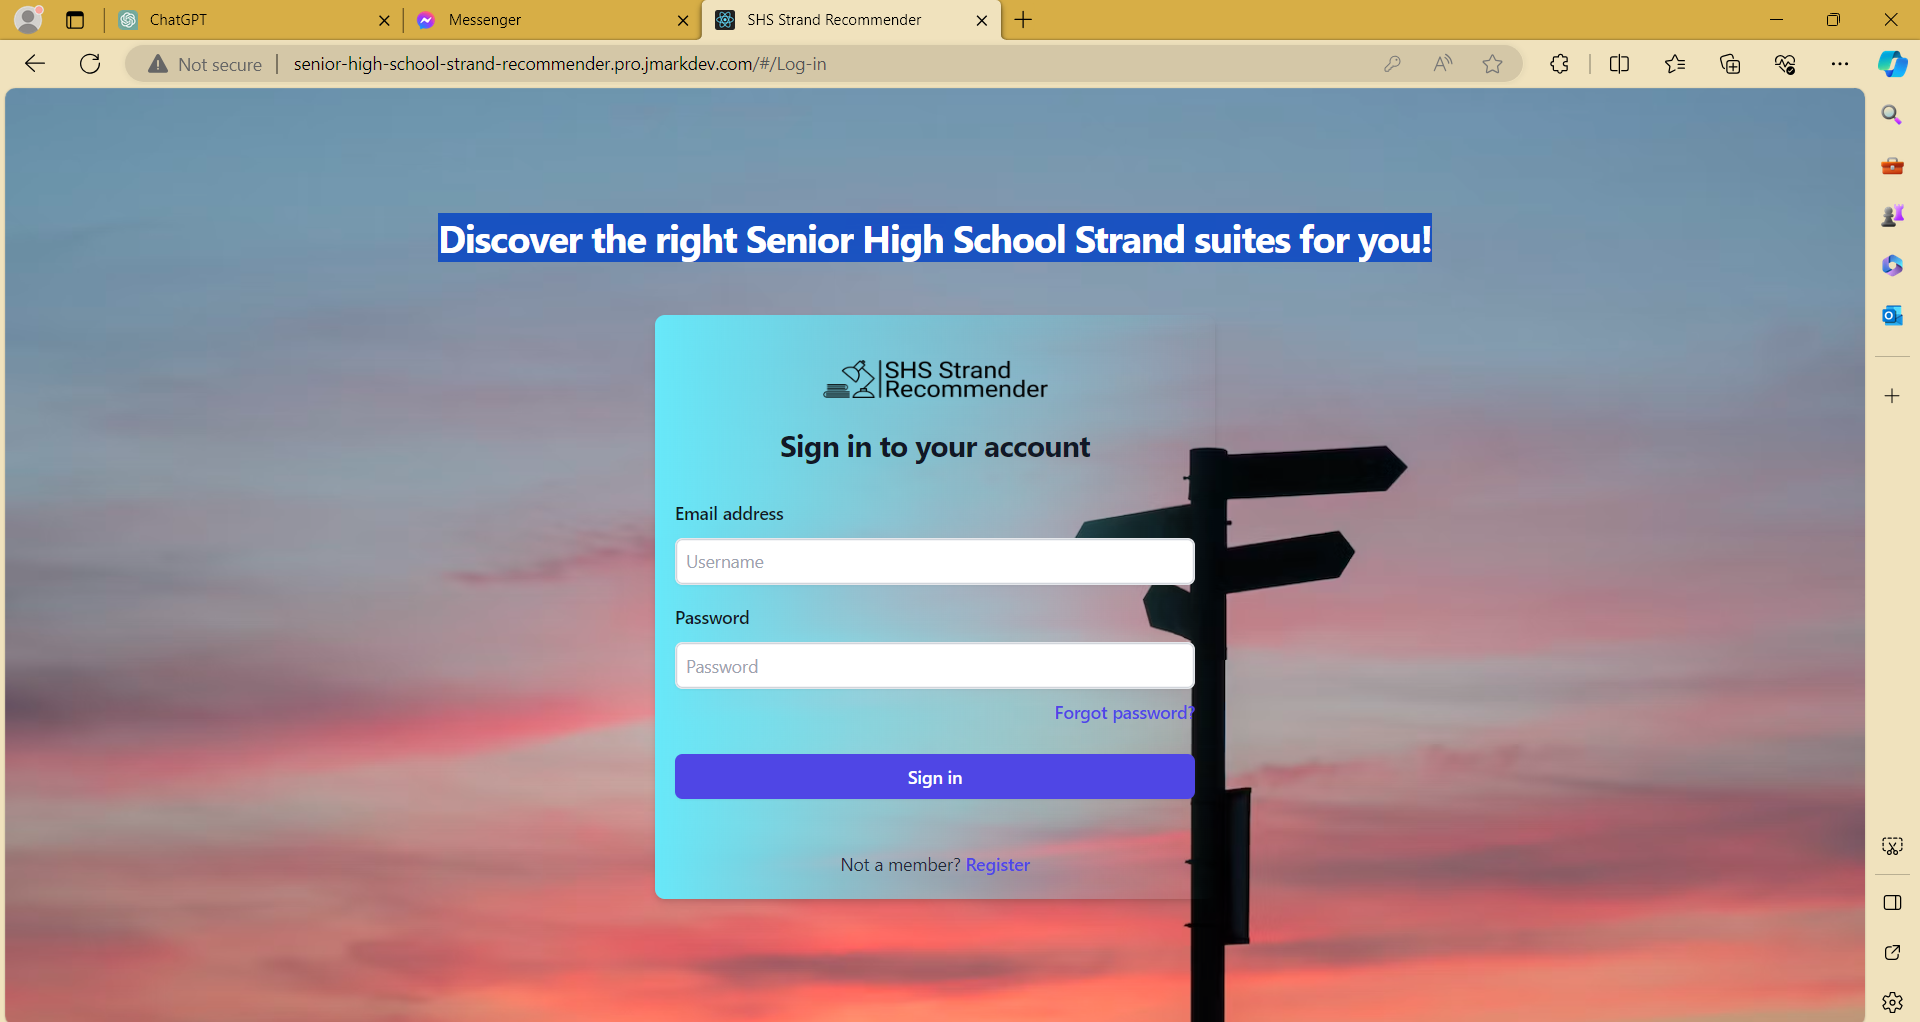 ChatGPT
Messenger
SHS Strand Recommender
Not secure
senior-high-school-strand-recommender.pro.jmarkdev.com/#/Log-in
Discover the right Senior High School Strand suites for you!
SHS Strand
Recommender
Sign in to your account
Email address
Username
Password
Password
Forgot password?
Sign in
Not a member? Register